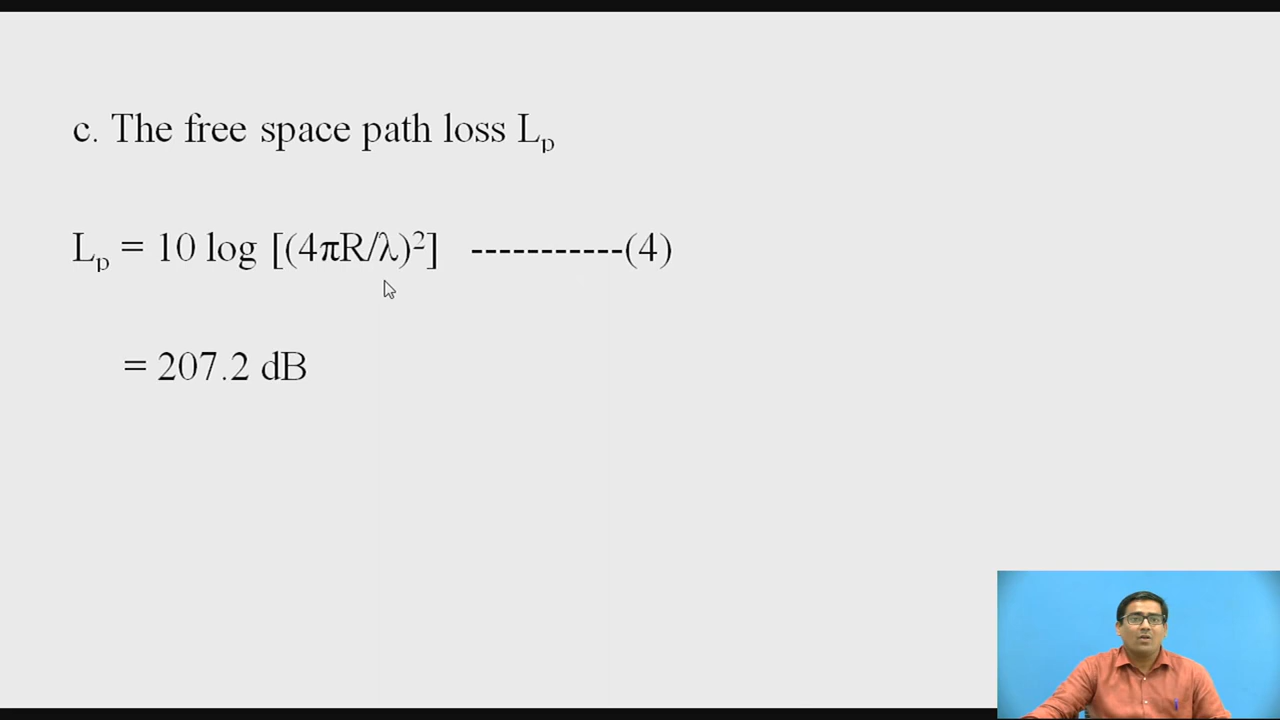 c. The free space path loss Lₚ
Lₚ = 10 log [(4πR/λ)²] -----------(4)
= 207.2 dB